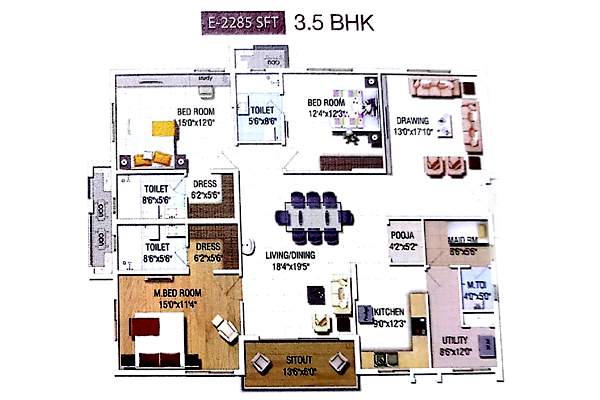 E-2285 SFT 3.5 BHK
study
BED ROOM
15'0"x12'0"
TOILET
5'6"x8'6"
BED ROOM
12'4"x12'3"
DRAWING
13'0"x17'10"
TOILET
8'6"x5'6"
DRESS
6'2"x5'6"
TOILET
8'6"x5'6"
DRESS
6'2"x5'6"
LIVING/DINING
18'4"x19'5"
POOJA
4'2"x5'2"
MAID RM
8'6"x5'6"
M.TOI
4'0"x5'0"
M.BED ROOM
15'0"x11'4"
KITCHEN
9'0"x12'3"
UTILITY
8'6"x12'0"
SITOUT
13'6"x6'0"